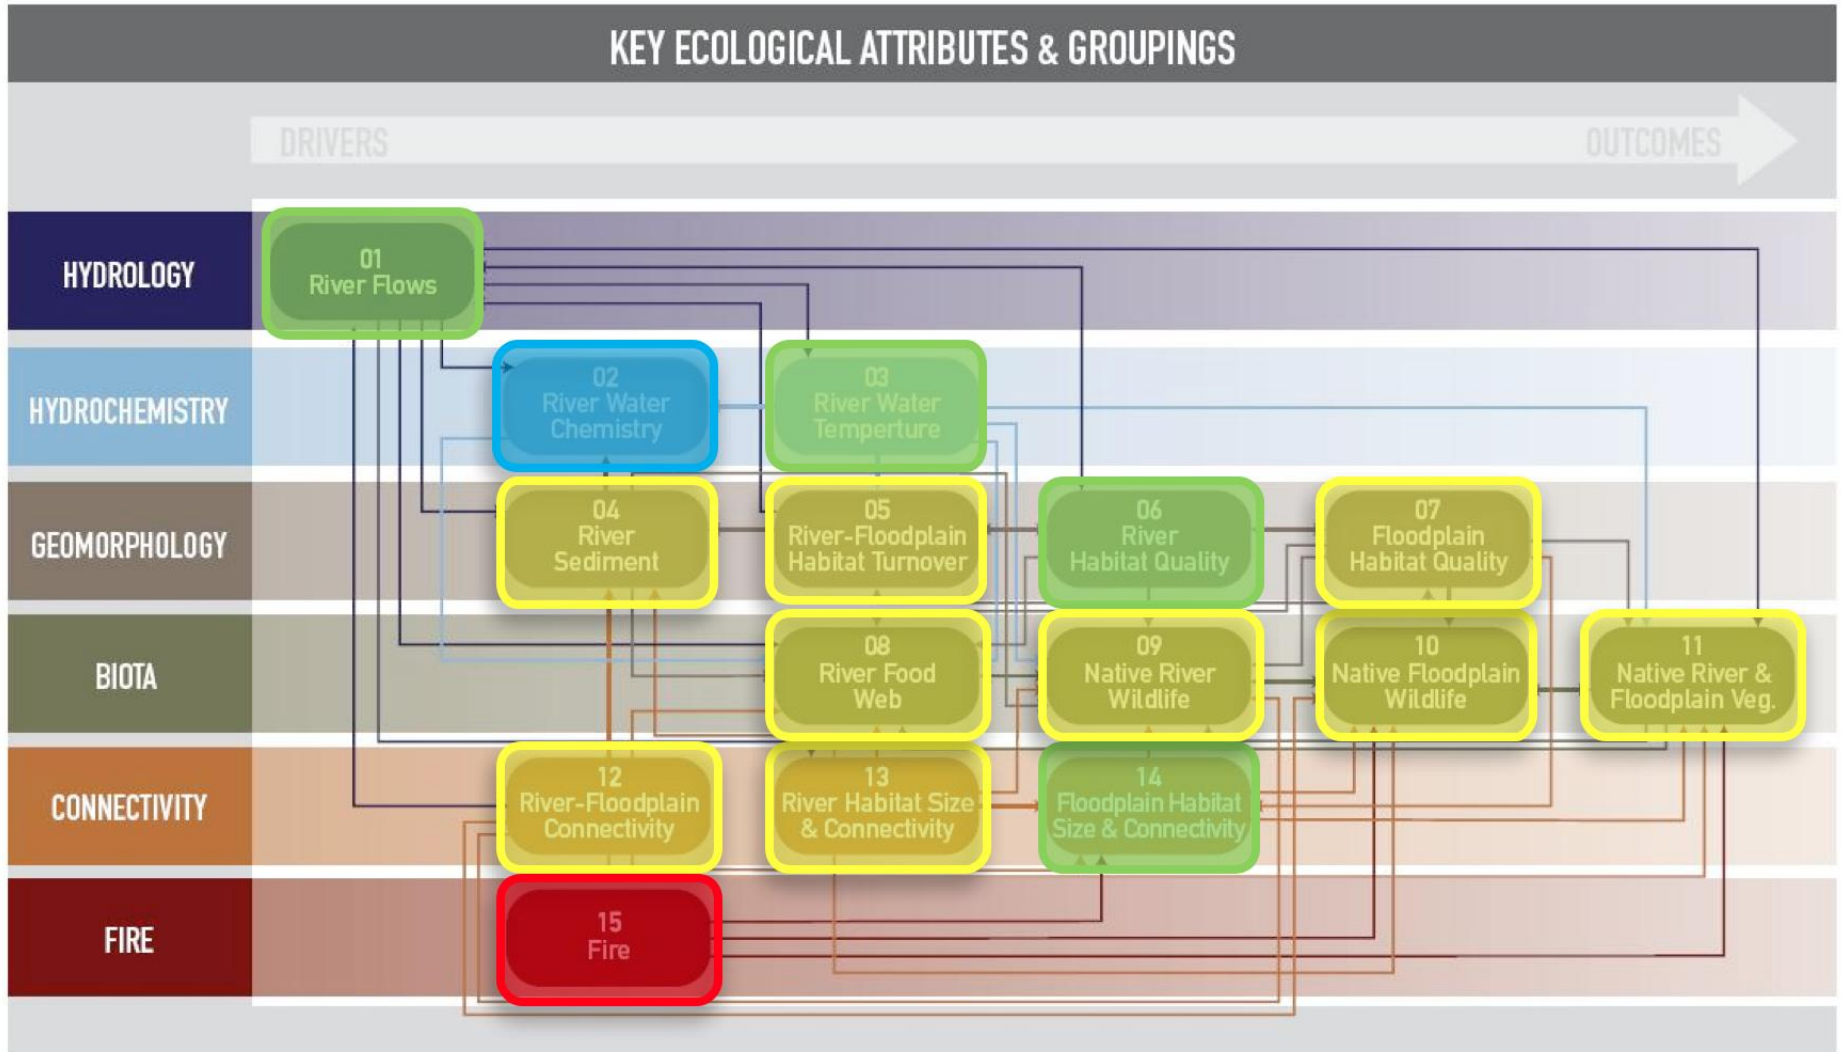 KEY ECOLOGICAL ATTRIBUTES & GROUPINGS
DRIVERS
OUTCOMES
HYDROLOGY
01
River Flows
HYDROCHEMISTRY
02
River Water
Chemistry
03
River Water
Temperture
GEOMORPHOLOGY
04
River
Sediment
05
River-Floodplain
Habitat Turnover
06
River
Habitat Quality
07
Floodplain
Habitat Quality
BIOTA
08
River Food
Web
09
Native River
Wildlife
10
Native Floodplain
Wildlife
11
Native River &
Floodplain Veg.
CONNECTIVITY
12
River-Floodplain
Connectivity
13
River Habitat Size
& Connectivity
14
Floodplain Habitat
Size & Connectivity
FIRE
15
Fire